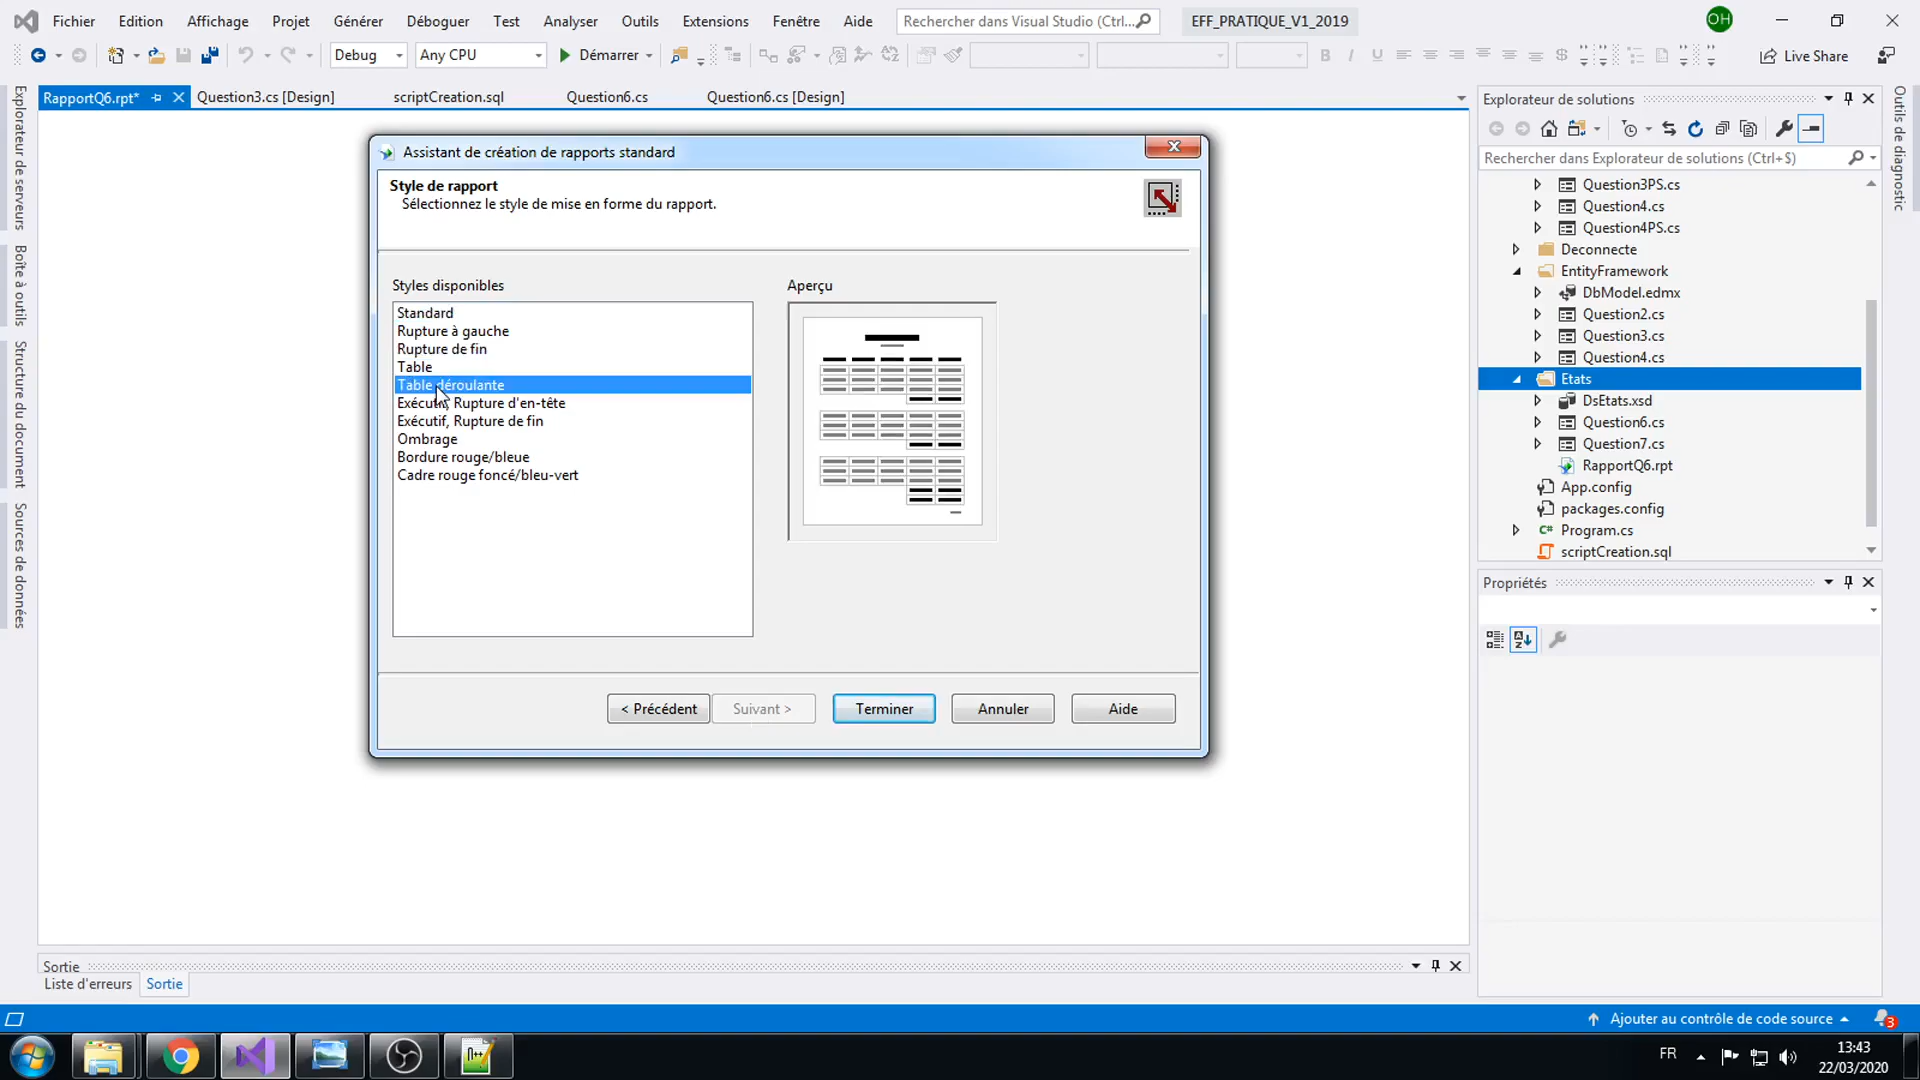 Fichier Edition Affichage Projet Générer Déboguer Test Analyser Outils Extensions Fenêtre Aide Rechercher dans Visual Studio (Ctrl... EFF_PRATIQUE_V1_2019 OH
Debug Any CPU Démarrer B I U $ Live Share
RapportQ6.rpt* Question3.cs [Design] scriptCreation.sql Question6.cs Question6.cs [Design]
Explorateur de serveurs
Boîte à outils
Structure du document
Sources de données
Assistant de création de rapports standard
Style de rapport
Sélectionnez le style de mise en forme du rapport.
Styles disponibles
Standard
Rupture à gauche
Rupture de fin
Table
Table déroulante
Exécutif, Rupture d'en-tête
Exécutif, Rupture de fin
Ombrage
Bordure rouge/bleue
Cadre rouge foncé/bleu-vert
Aperçu
< Précédent Suivant > Terminer Annuler Aide
Explorateur de solutions
Rechercher dans Explorateur de solutions (Ctrl+$)
Question3PS.cs
Question4.cs
Question4PS.cs
Deconnecte
EntityFramework
DbModel.edmx
Question2.cs
Question3.cs
Question4.cs
Etats
DsEtats.xsd
Question6.cs
Question7.cs
RapportQ6.rpt
App.config
packages.config
C# Program.cs
scriptCreation.sql
Propriétés
Outils de diagnostic
Sortie
Liste d'erreurs Sortie
Ajouter au contrôle de code source 3
FR 13:43
22/03/2020